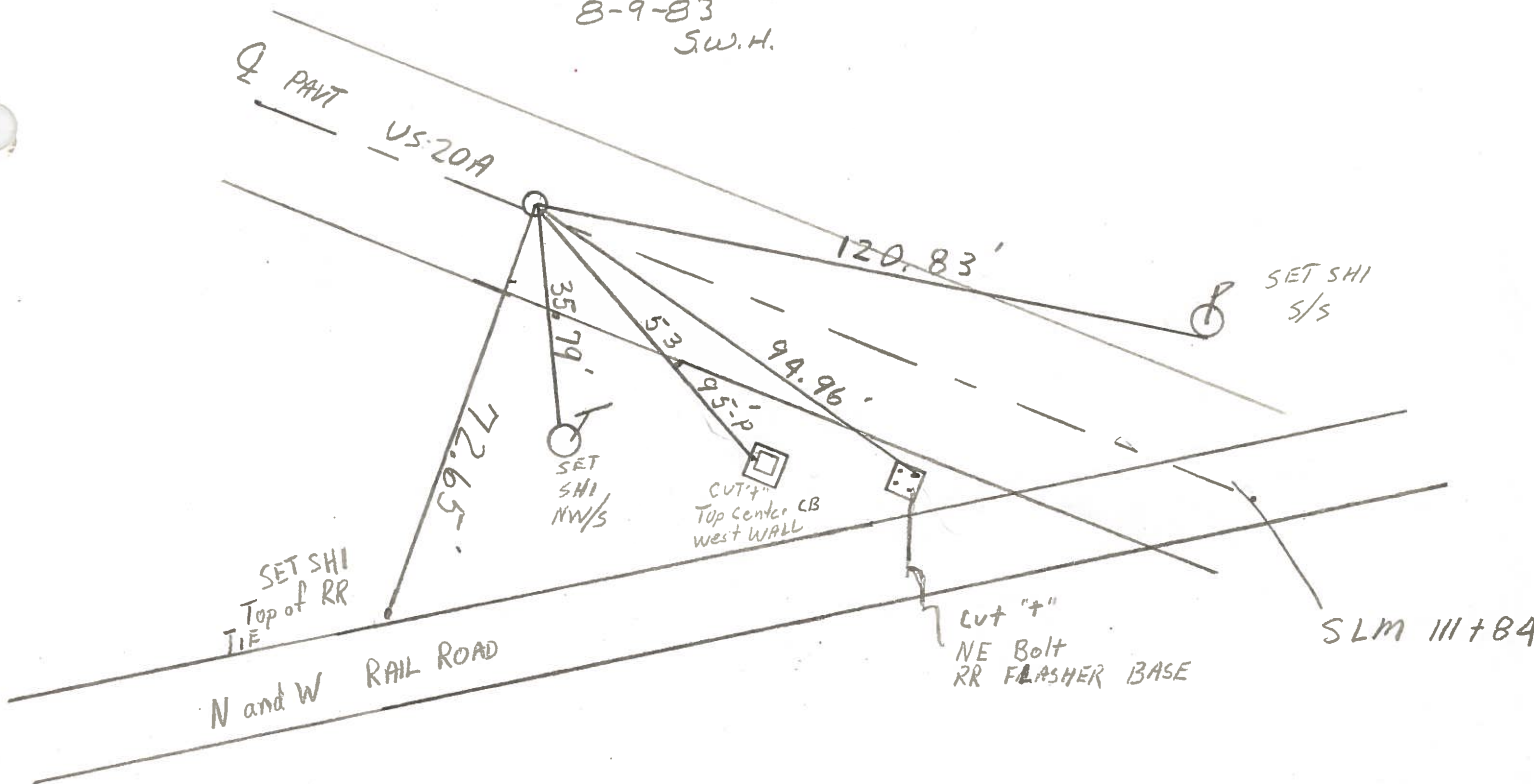 8-9-83
S.W.H.
℄ PAVT
US-20A
120.83'
SET SHI
S/S
35.79'
53
94.96'
72.65'
SET
SHI
NW/S
CUT "+"
Top Center CB
West WALL
SET SHI
Top of RR
TIE
Cut "+"
NE Bolt
RR FLASHER BASE
SLM 111+84
N and W RAIL ROAD